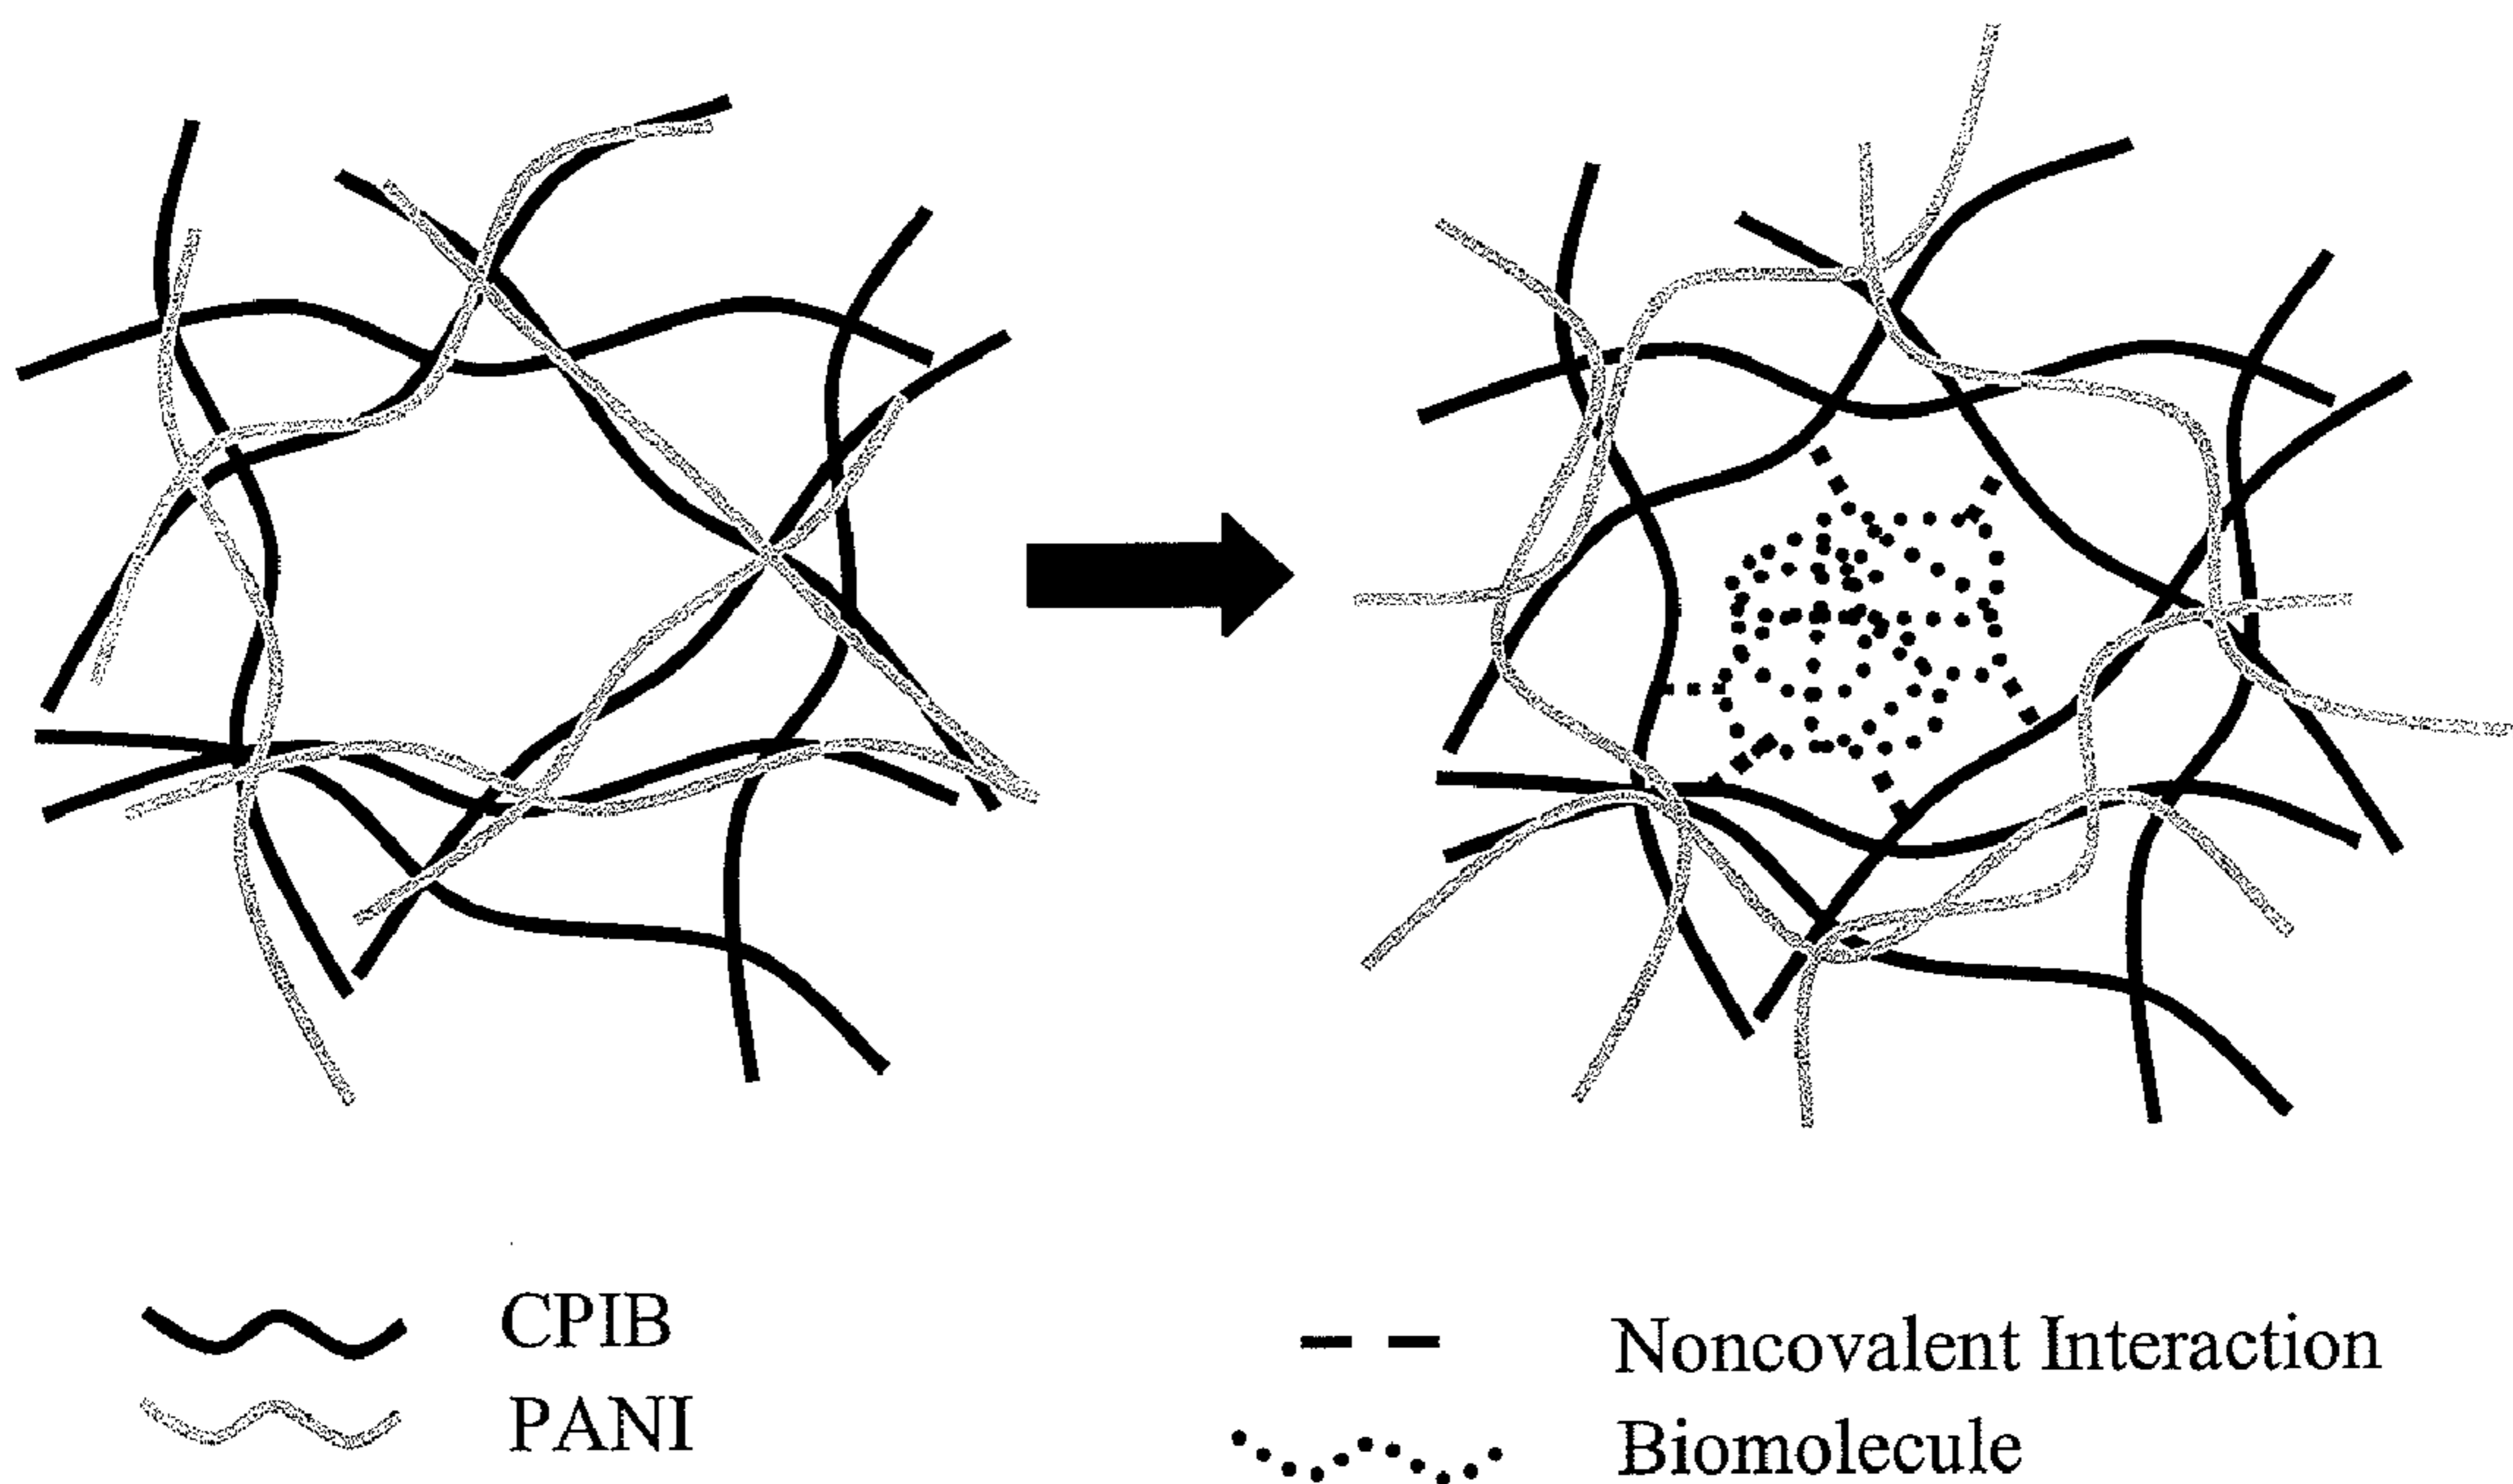 CPIB
PANI
Noncovalent Interaction
Biomolecule